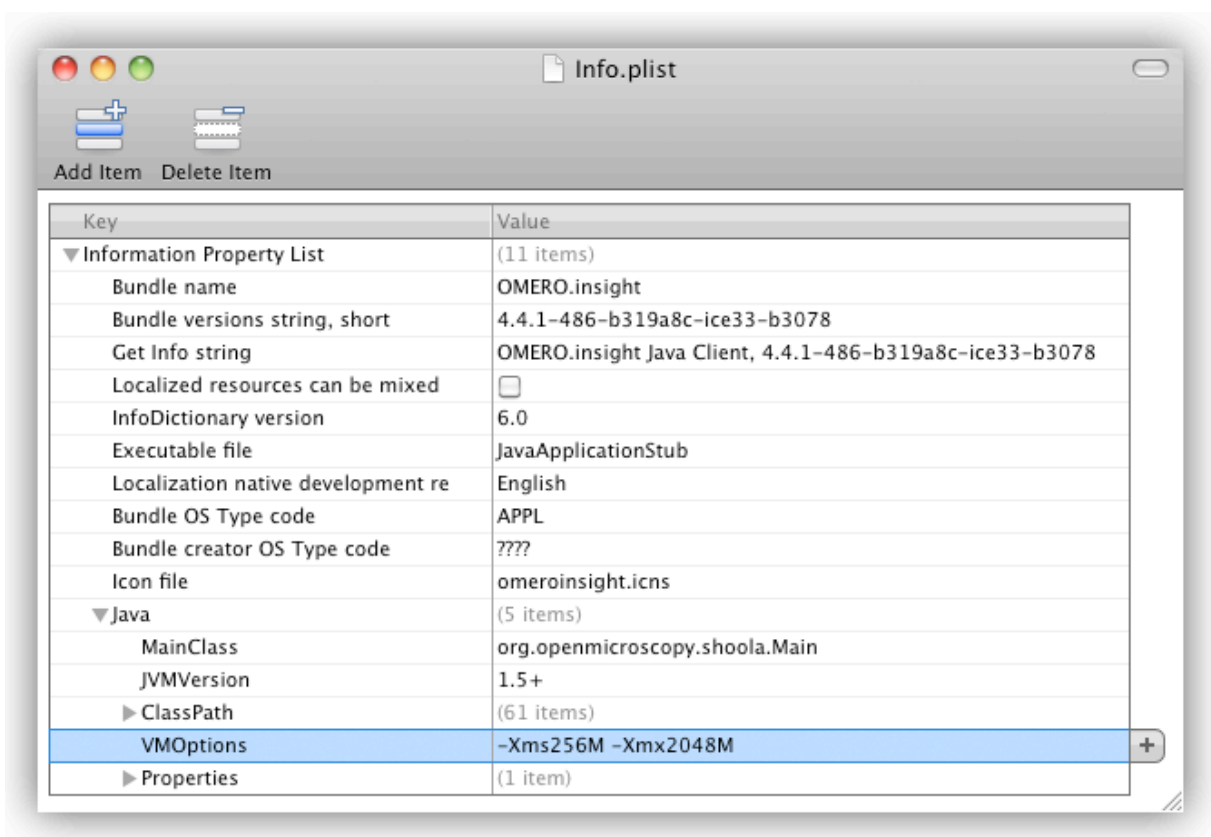 Info.plist
Add Item Delete Item
Key Value
Information Property List (11 items)
Bundle name OMERO.insight
Bundle versions string, short 4.4.1-486-b319a8c-ice33-b3078
Get Info string OMERO.insight Java Client, 4.4.1-486-b319a8c-ice33-b3078
Localized resources can be mixed
InfoDictionary version 6.0
Executable file JavaApplicationStub
Localization native development re English
Bundle OS Type code APPL
Bundle creator OS Type code ????
Icon file omeroinsight.icns
Java (5 items)
MainClass org.openmicroscopy.shoola.Main
JVMVersion 1.5+
ClassPath (61 items)
VMOptions -Xms256M -Xmx2048M
Properties (1 item)